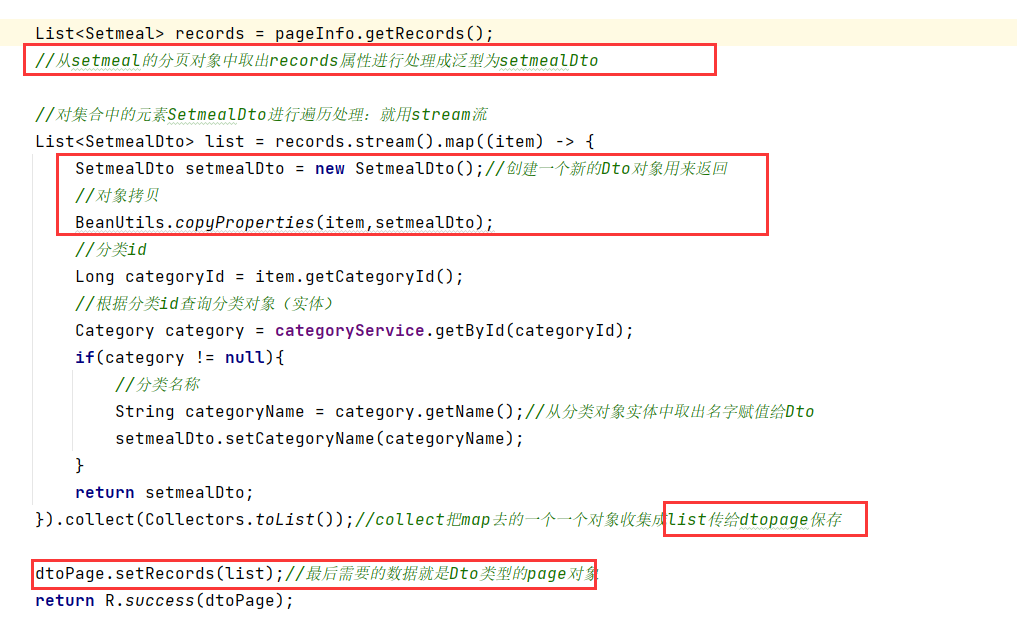 List<Setmeal> records = pageInfo.getRecords();
//从setmeal的分页对象中取出records属性进行处理成泛型为setmealDto
//对集合中的元素SetmealDto进行遍历处理：就用stream流
List<SetmealDto> list = records.stream().map((item) -> {
SetmealDto setmealDto = new SetmealDto();//创建一个新的Dto对象用来返回
//对象拷贝
BeanUtils.copyProperties(item,setmealDto);
//分类id
Long categoryId = item.getCategoryId();
//根据分类id查询分类对象（实体）
Category category = categoryService.getById(categoryId);
if(category != null){
//分类名称
String categoryName = category.getName();//从分类对象实体中取出名字赋值给Dto
setmealDto.setCategoryName(categoryName);
}
return setmealDto;
}).collect(Collectors.toList());//collect把map去的一个一个对象收集成list传给dtopage保存
dtoPage.setRecords(list);//最后需要的数据就是Dto类型的page对象
return R.success(dtoPage);